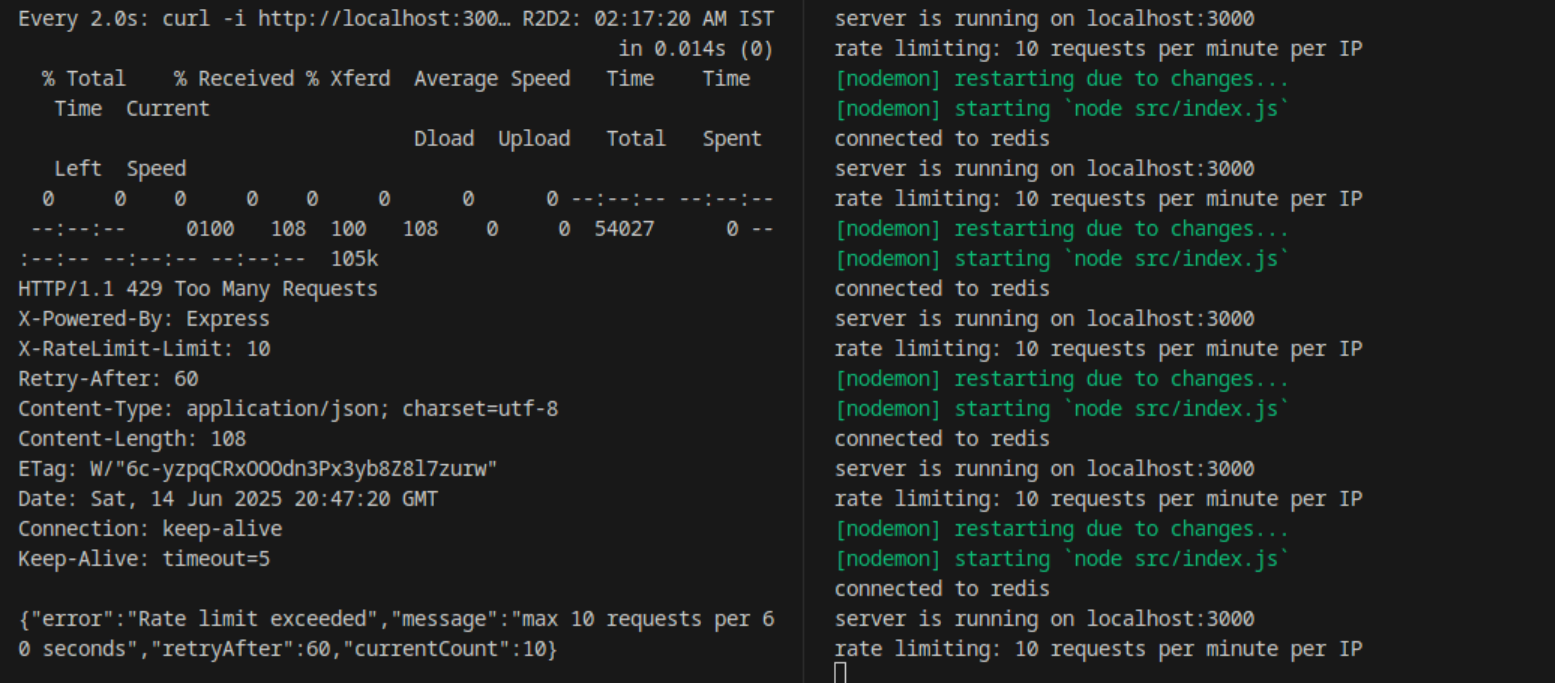 Every 2.0s: curl -i http://localhost:300… R2D2: 02:17:20 AM IST
in 0.014s (0)
% Total    % Received % Xferd  Average Speed   Time    Time
Time  Current
Dload  Upload   Total   Spent
Left  Speed
0     0    0     0    0     0      0      0 --:--:-- --:--:--
--:--:--     0100   108  100   108    0     0  54027      0 --
:--:-- --:--:-- --:--:--  105k
HTTP/1.1 429 Too Many Requests
X-Powered-By: Express
X-RateLimit-Limit: 10
Retry-After: 60
Content-Type: application/json; charset=utf-8
Content-Length: 108
ETag: W/"6c-yzpqCRxOOOdn3Px3yb8Z8l7zurw"
Date: Sat, 14 Jun 2025 20:47:20 GMT
Connection: keep-alive
Keep-Alive: timeout=5
{"error":"Rate limit exceeded","message":"max 10 requests per 6
0 seconds","retryAfter":60,"currentCount":10}
server is running on localhost:3000
rate limiting: 10 requests per minute per IP
[nodemon] restarting due to changes...
[nodemon] starting `node src/index.js`
connected to redis
server is running on localhost:3000
rate limiting: 10 requests per minute per IP
[nodemon] restarting due to changes...
[nodemon] starting `node src/index.js`
connected to redis
server is running on localhost:3000
rate limiting: 10 requests per minute per IP
[nodemon] restarting due to changes...
[nodemon] starting `node src/index.js`
connected to redis
server is running on localhost:3000
rate limiting: 10 requests per minute per IP
[nodemon] restarting due to changes...
[nodemon] starting `node src/index.js`
connected to redis
server is running on localhost:3000
rate limiting: 10 requests per minute per IP